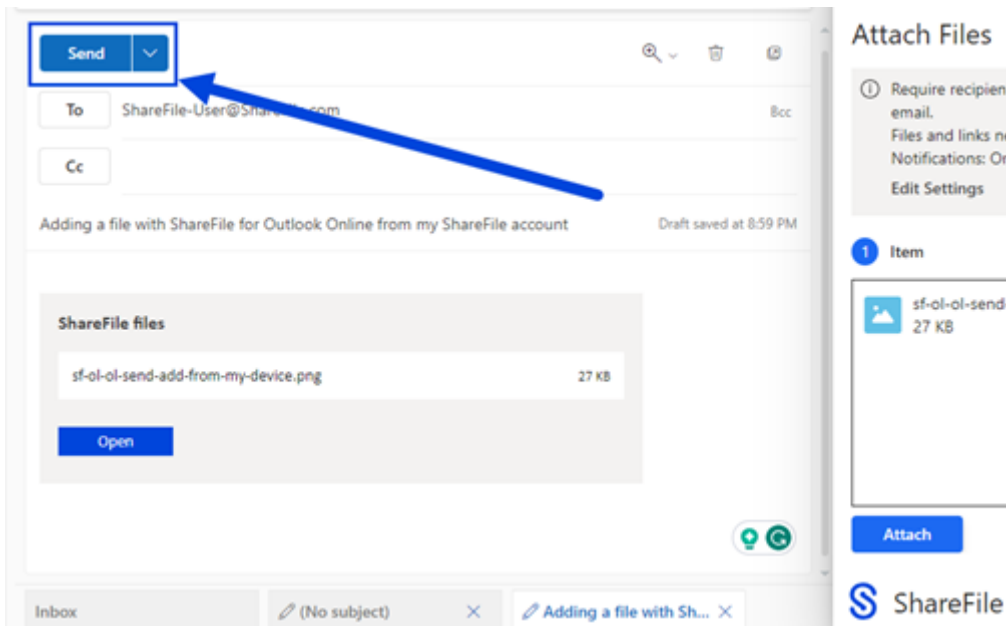 Send
To ShareFile-User@ShareFile.com Bcc
Cc
Adding a file with ShareFile for Outlook Online from my ShareFile account Draft saved at 8:59 PM
ShareFile files
sf-ol-ol-send-add-from-my-device.png 27 KB
Open
Inbox (No subject) Adding a file with Sh...
Attach Files
Require
email.
Files and links
Notifications:
Edit Settings
1 Item
sf-ol-ol-send
27 KB
Attach
ShareFile